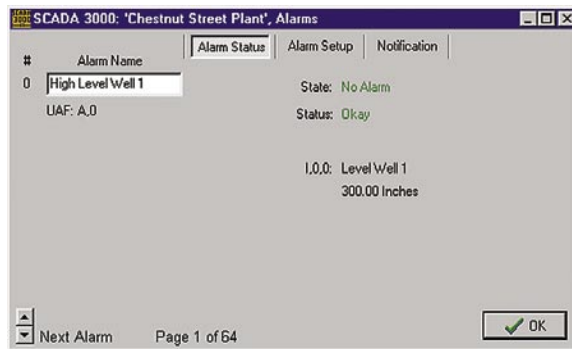 SCADA 3000: 'Chestnut Street Plant', Alarms
Alarm Status Alarm Setup Notification
# Alarm Name
0 High Level Well 1
UAF: A,0
State: No Alarm
Status: Okay
I,0,0: Level Well 1
300.00 Inches
Next Alarm Page 1 of 64
OK